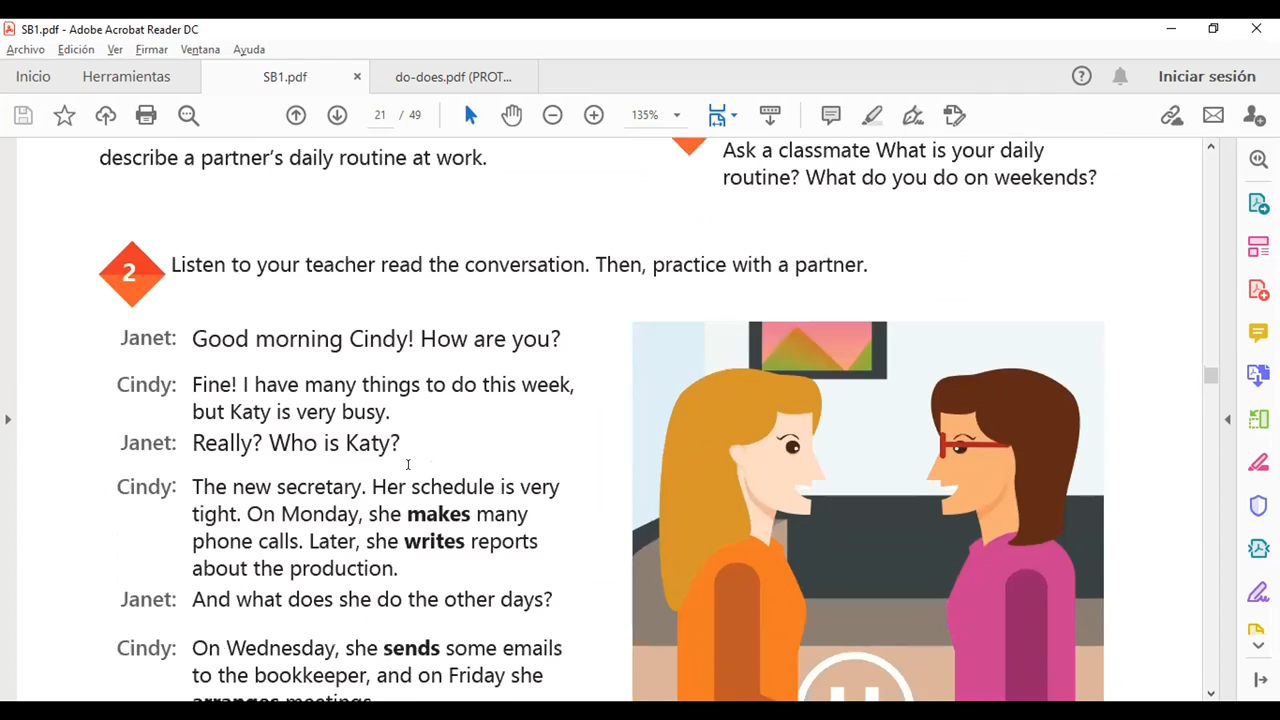 SB1.pdf - Adobe Acrobat Reader DC
Archivo Edición Ver Firmar Ventana Ayuda
Inicio Herramientas SB1.pdf do-does.pdf (PROT... Iniciar sesión
21 / 49 135%
describe a partner's daily routine at work.
Ask a classmate What is your daily
routine? What do you do on weekends?
2 Listen to your teacher read the conversation. Then, practice with a partner.
Janet: Good morning Cindy! How are you?
Cindy: Fine! I have many things to do this week,
but Katy is very busy.
Janet: Really? Who is Katy?
Cindy: The new secretary. Her schedule is very
tight. On Monday, she makes many
phone calls. Later, she writes reports
about the production.
Janet: And what does she do the other days?
Cindy: On Wednesday, she sends some emails
to the bookkeeper, and on Friday she
arranges meetings.